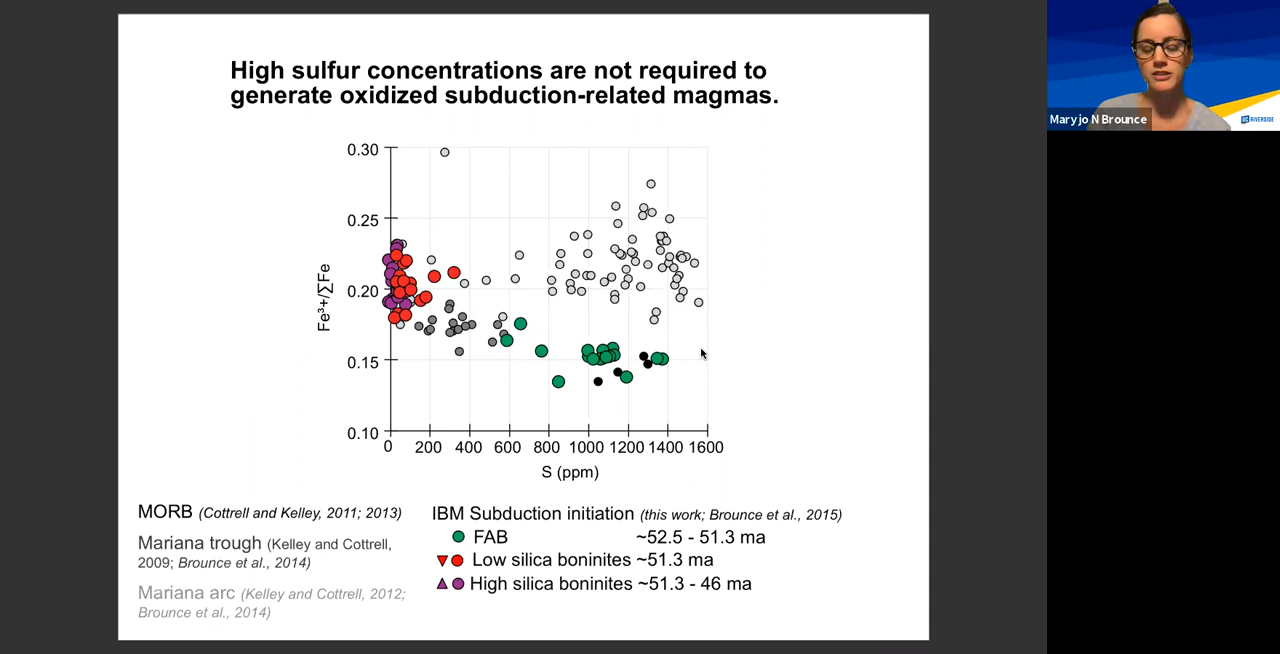 High sulfur concentrations are not required to
generate oxidized subduction-related magmas.
Maryjo N Brounce
RIVERSIDE
0.30
0.25
0.20
0.15
0.10
Fe³+/∑Fe
0 200 400 600 800 1000 1200 1400 1600
S (ppm)
MORB (Cottrell and Kelley, 2011; 2013)
Mariana trough (Kelley and Cottrell,
2009; Brounce et al., 2014)
Mariana arc (Kelley and Cottrell, 2012;
Brounce et al., 2014)
IBM Subduction initiation (this work; Brounce et al., 2015)
FAB ~52.5 - 51.3 ma
Low silica boninites ~51.3 ma
High silica boninites ~51.3 - 46 ma